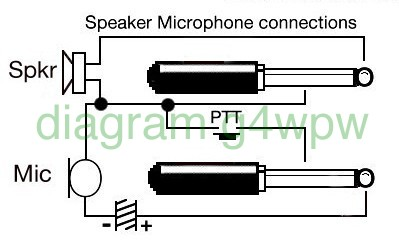 Speaker Microphone connections
Spkr
diagram.g4wpw
PTT
Mic
- +